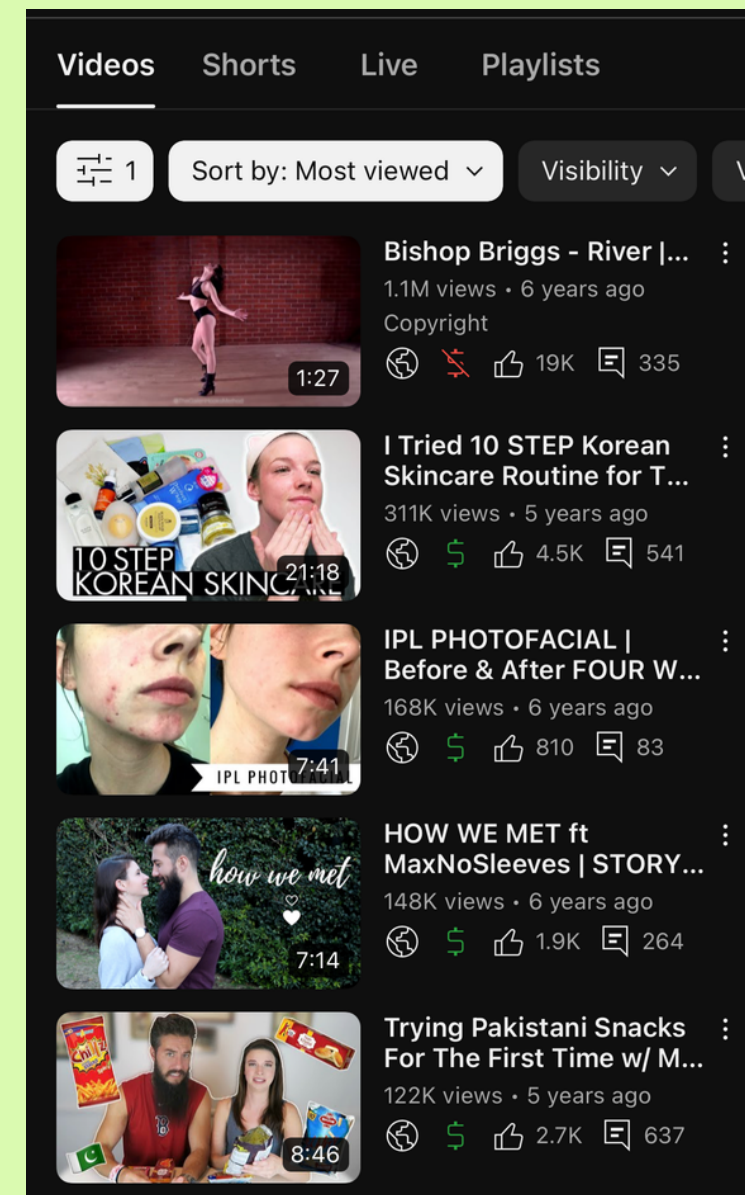 Videos Shorts Live Playlists
1 Sort by: Most viewed Visibility
1:27
Bishop Briggs - River |...
1.1M views • 6 years ago
Copyright
19K 335
10 STEP
KOREAN SKINCARE
21:18
I Tried 10 STEP Korean
Skincare Routine for T...
311K views • 5 years ago
4.5K 541
IPL PHOTOFACIAL
7:41
IPL PHOTOFACIAL |
Before & After FOUR W...
168K views • 6 years ago
810 83
how we met
7:14
HOW WE MET ft
MaxNoSleeves | STORY...
148K views • 6 years ago
1.9K 264
Chillz
8:46
Trying Pakistani Snacks
For The First Time w/ M...
122K views • 5 years ago
2.7K 637